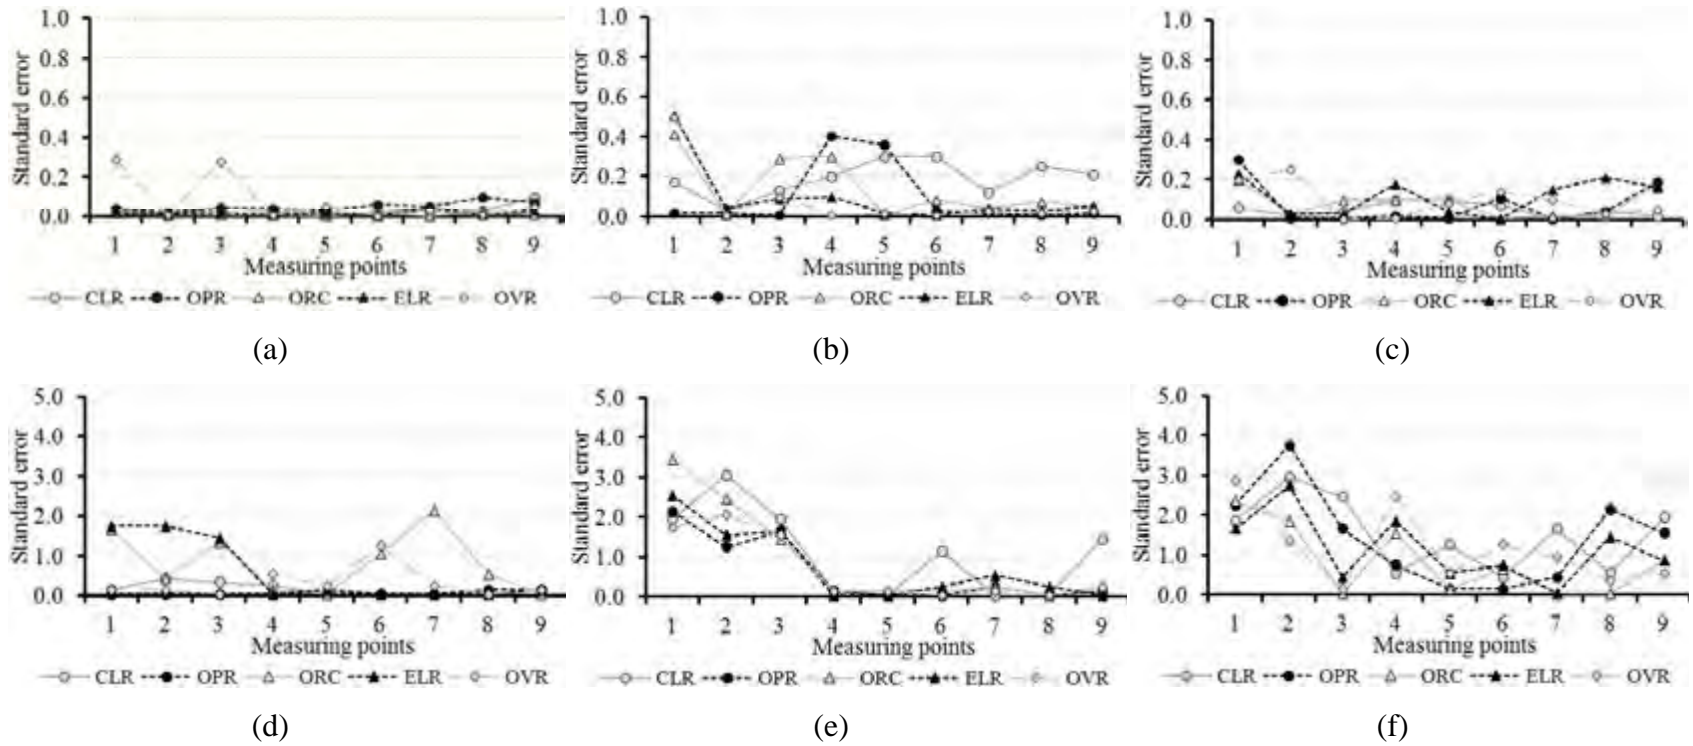 1.0
0.8
0.6
0.4
0.2
0.0
Standard error
1 2 3 4 5 6 7 8 9
Measuring points
CLR OPR ORC ELR OVR
(a)
1.0
0.8
0.6
0.4
0.2
0.0
Standard error
1 2 3 4 5 6 7 8 9
Measuring points
CLR OPR ORC ELR OVR
(b)
1.0
0.8
0.6
0.4
0.2
0.0
Standard error
1 2 3 4 5 6 7 8 9
Measuring points
CLR OPR ORC ELR OVR
(c)
5.0
4.0
3.0
2.0
1.0
0.0
Standard error
1 2 3 4 5 6 7 8 9
Measuring points
CLR OPR ORC ELR OVR
(d)
5.0
4.0
3.0
2.0
1.0
0.0
Standard error
1 2 3 4 5 6 7 8 9
Measuring points
CLR OPR ORC ELR OVR
(e)
5.0
4.0
3.0
2.0
1.0
0.0
Standard error
1 2 3 4 5 6 7 8 9
Measuring points
CLR OPR ORC ELR OVR
(f)